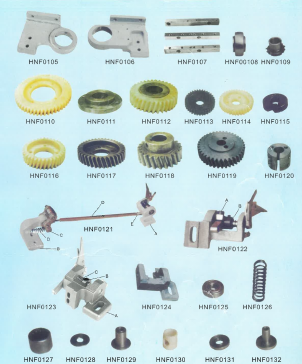 HNF0105 HNF0106 HNF0107 HNF00108 HNF0109
HNF0110 HNF0111 HNF0112 HNF0113 HNF0114 HNF0115
HNF0116 HNF0117 HNF0118 HNF0119 HNF0120
HNF0121
HNF0122
HNF0123 HNF0124 HNF0125 HNF0126
HNF0127 HNF0128 HNF0129 HNF0130 HNF0131 HNF0132